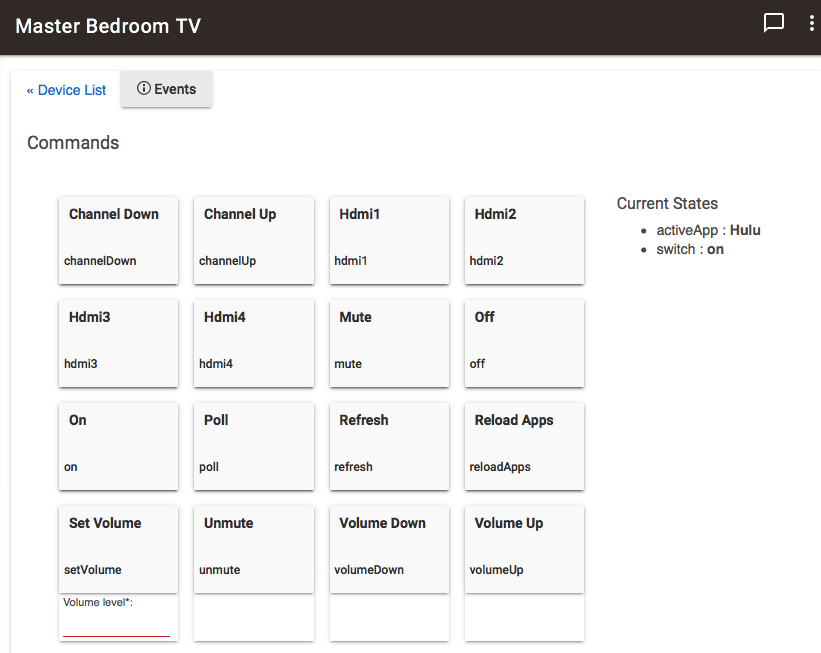 Master Bedroom TV
« Device List
Events
Commands
Channel Down
channelDown
Channel Up
channelUp
Hdmi1
hdmi1
Hdmi2
hdmi2
Hdmi3
hdmi3
Hdmi4
hdmi4
Mute
mute
Off
off
On
on
Poll
poll
Refresh
refresh
Reload Apps
reloadApps
Set Volume
setVolume
Volume level*:
Unmute
unmute
Volume Down
volumeDown
Volume Up
volumeUp
Current States
activeApp : Hulu
switch : on